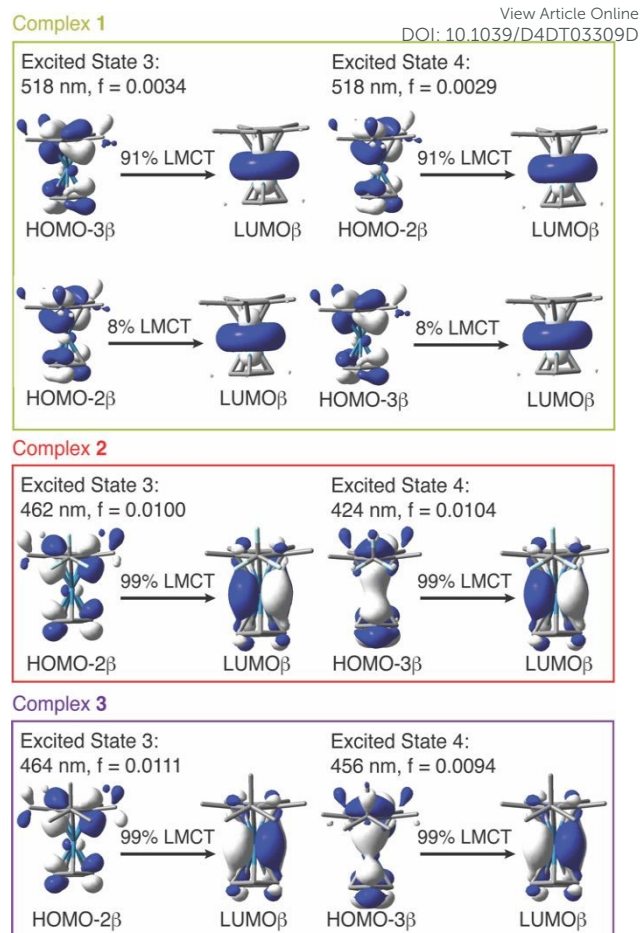 View Article Online
DOI: 10.1039/D4DT03309D
Complex 1
Excited State 3:
518 nm, f = 0.0034
91% LMCT
HOMO-3β LUMOβ
Excited State 4:
518 nm, f = 0.0029
91% LMCT
HOMO-2β LUMOβ
8% LMCT
HOMO-2β LUMOβ
8% LMCT
HOMO-3β LUMOβ
Complex 2
Excited State 3:
462 nm, f = 0.0100
99% LMCT
HOMO-2β LUMOβ
Excited State 4:
424 nm, f = 0.0104
99% LMCT
HOMO-3β LUMOβ
Complex 3
Excited State 3:
464 nm, f = 0.0111
99% LMCT
HOMO-2β LUMOβ
Excited State 4:
456 nm, f = 0.0094
99% LMCT
HOMO-3β LUMOβ